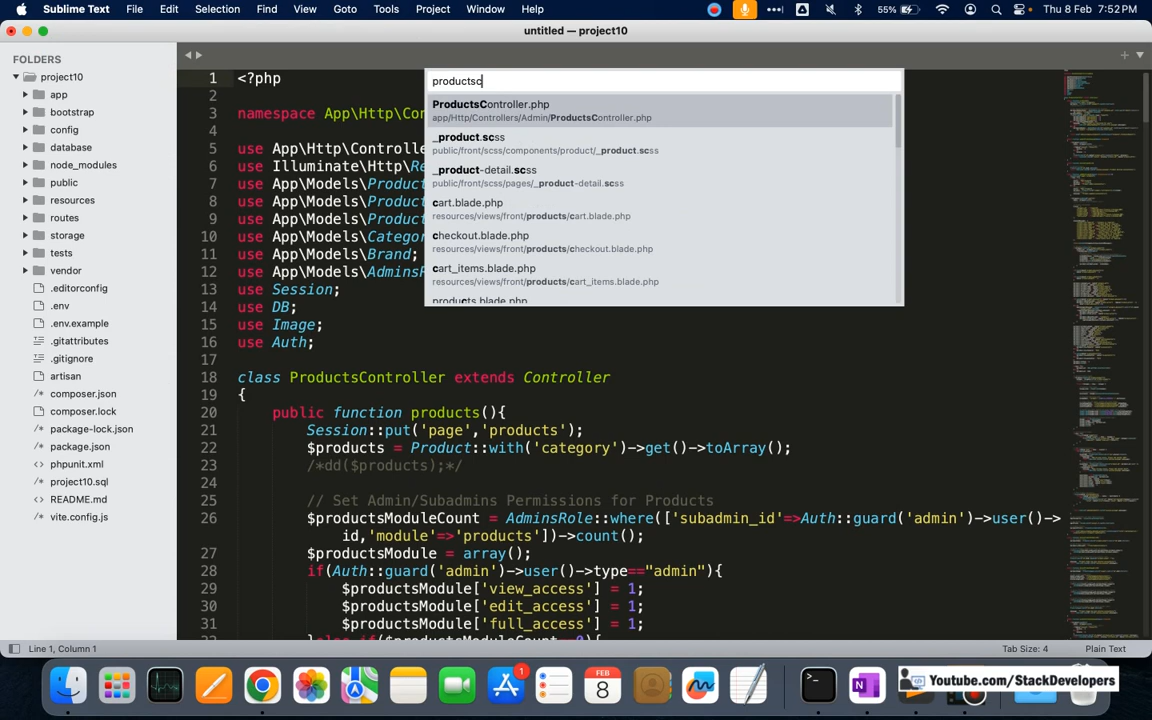 Sublime Text File Edit Selection Find View Goto Tools Project Window Help 55% Thu 8 Feb 7:52 PM
untitled — project10
FOLDERS
project10
app
bootstrap
config
database
node_modules
public
resources
routes
storage
tests
vendor
.editorconfig
.env
.env.example
.gitattributes
.gitignore
artisan
/* composer.json
composer.lock
/* package-lock.json
/* package.json
<> phpunit.xml
project10.sql
README.md
/* vite.config.js
productsc
ProductsController.php
app/Http/Controllers/Admin/ProductsController.php
_product.scss
public/front/scss/components/product/_product.scss
_product-detail.scss
public/front/scss/pages/_product-detail.scss
cart.blade.php
resources/views/front/products/cart.blade.php
checkout.blade.php
resources/views/front/products/checkout.blade.php
cart_items.blade.php
resources/views/front/products/cart_items.blade.php
products.blade.php
1 <?php
2
3 namespace App\Http\Con
4
5 use App\Http\Controlle
6 use Illuminate\Http\Re
7 use App\Models\Product
8 use App\Models\Product
9 use App\Models\Product
10 use App\Models\Categor
11 use App\Models\Brand;
12 use App\Models\AdminsR
13 use Session;
14 use DB;
15 use Image;
16 use Auth;
17
18 class ProductsController extends Controller
19 {
20 public function products(){
21 Session::put('page','products');
22 $products = Product::with('category')->get()->toArray();
23 /*dd($products);*/
24
25 // Set Admin/Subadmins Permissions for Products
26 $productsModuleCount = AdminsRole::where(['subadmin_id'=>Auth::guard('admin')->user()->
id,'module'=>'products'])->count();
27 $productsModule = array();
28 if(Auth::guard('admin')->user()->type=="admin"){
29 $productsModule['view_access'] = 1;
30 $productsModule['edit_access'] = 1;
31 $productsModule['full_access'] = 1;
32 }else if($productsModuleCount==0){
Line 1, Column 1 Tab Size: 4 Plain Text
1
FEB
8
Youtube.com/StackDevelopers